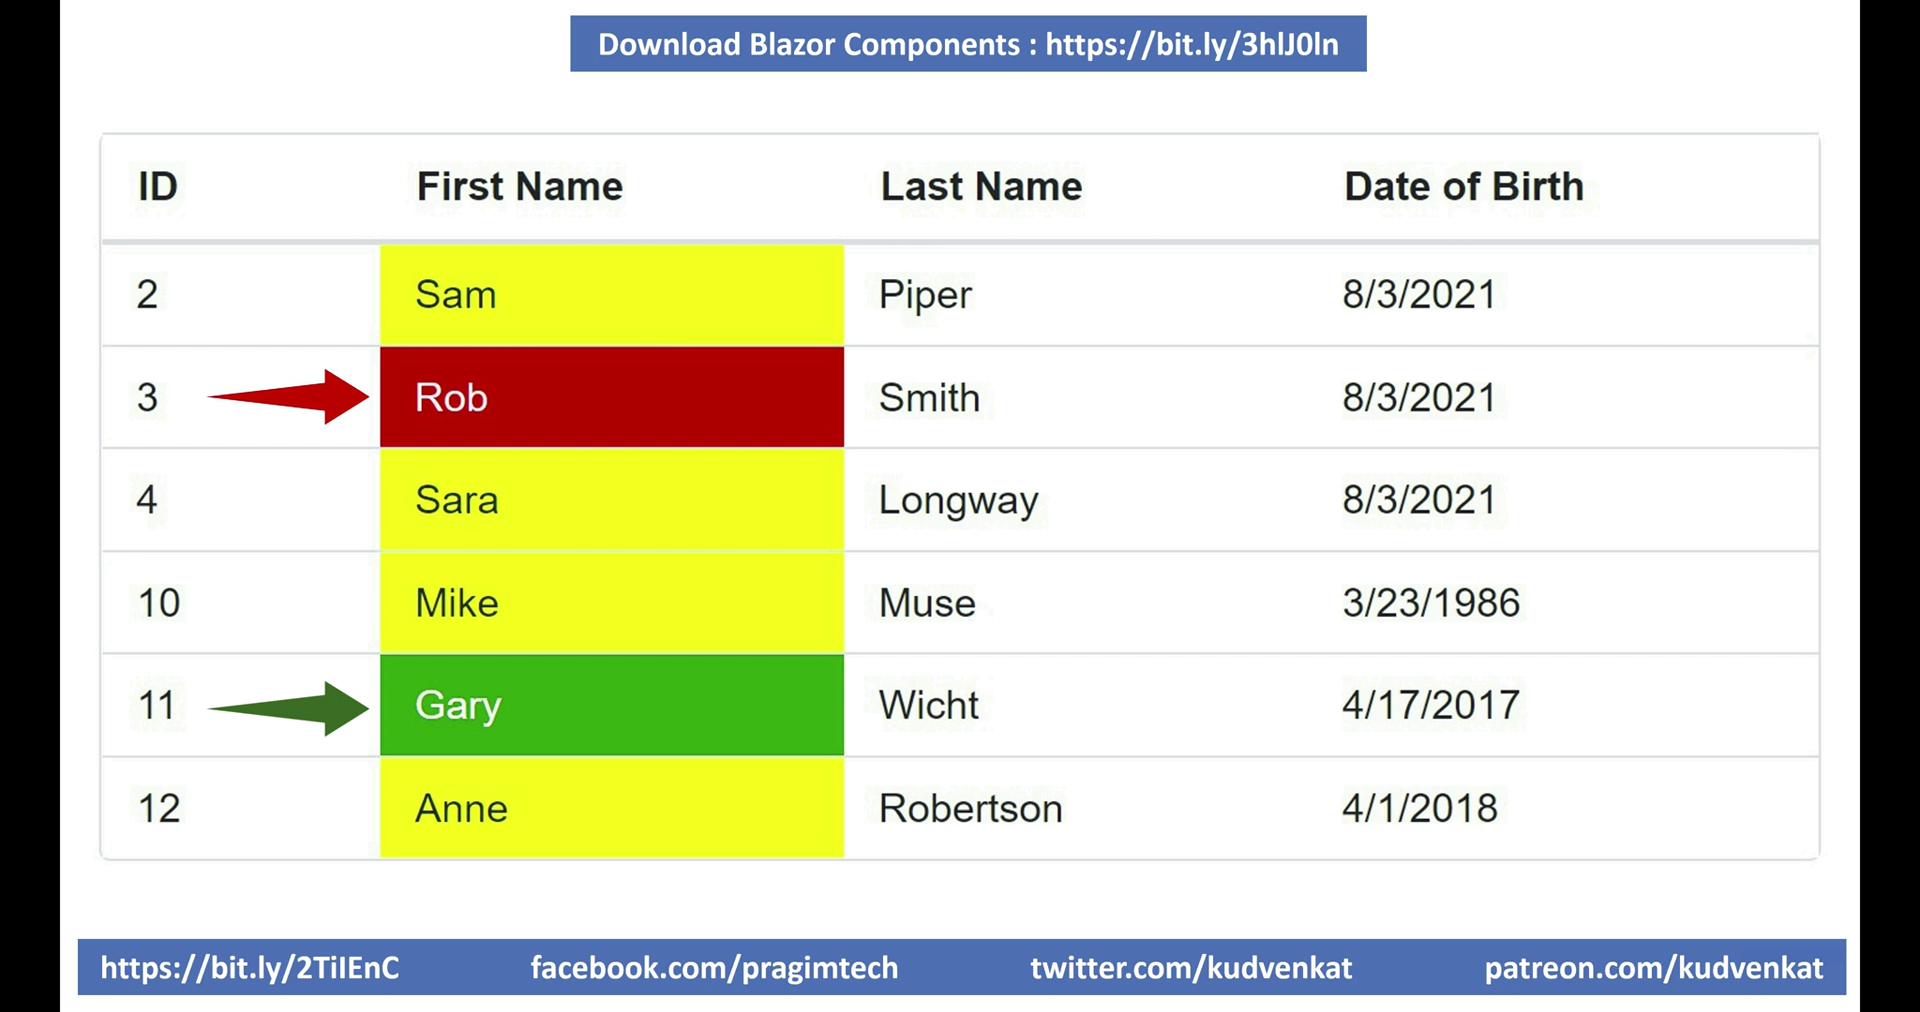 Download Blazor Components : https://bit.ly/3hlJ0ln
ID First Name Last Name Date of Birth
2 Sam Piper 8/3/2021
3 Rob Smith 8/3/2021
4 Sara Longway 8/3/2021
10 Mike Muse 3/23/1986
11 Gary Wicht 4/17/2017
12 Anne Robertson 4/1/2018
https://bit.ly/2TiIEnC facebook.com/pragimtech twitter.com/kudvenkat patreon.com/kudvenkat